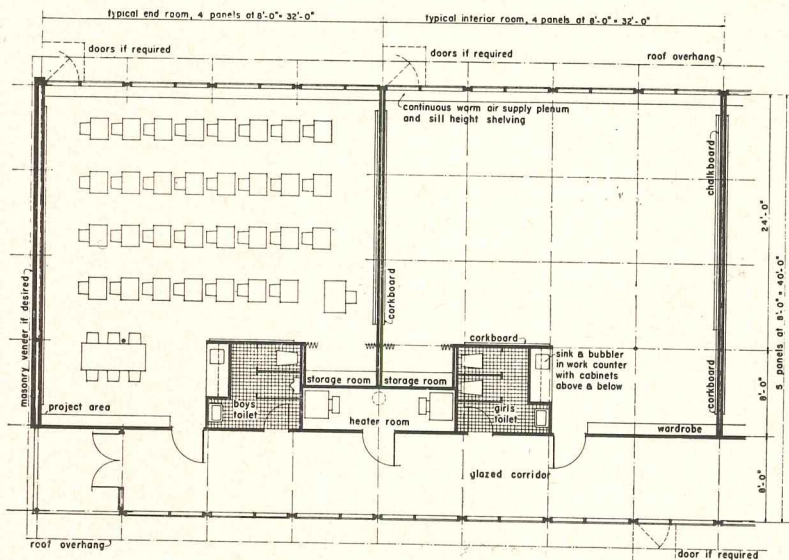 typical end room, 4 panels at 8'-0" = 32'-0"
typical interior room, 4 panels at 8'-0" = 32'-0"
doors if required
doors if required
roof overhang
continuous warm air supply plenum
and sill height shelving
chalkboard
24'-0"
5 panels at 8'-0" = 40'-0"
masonry veneer if desired
corkboard
corkboard
sink & bubbler
in work counter
with cabinets
above & below
storage room
storage room
corkboard
8'-0"
project area
boys
toilet
heater room
girls
toilet
wardrobe
glazed corridor
8'-0"
roof overhang
door if required